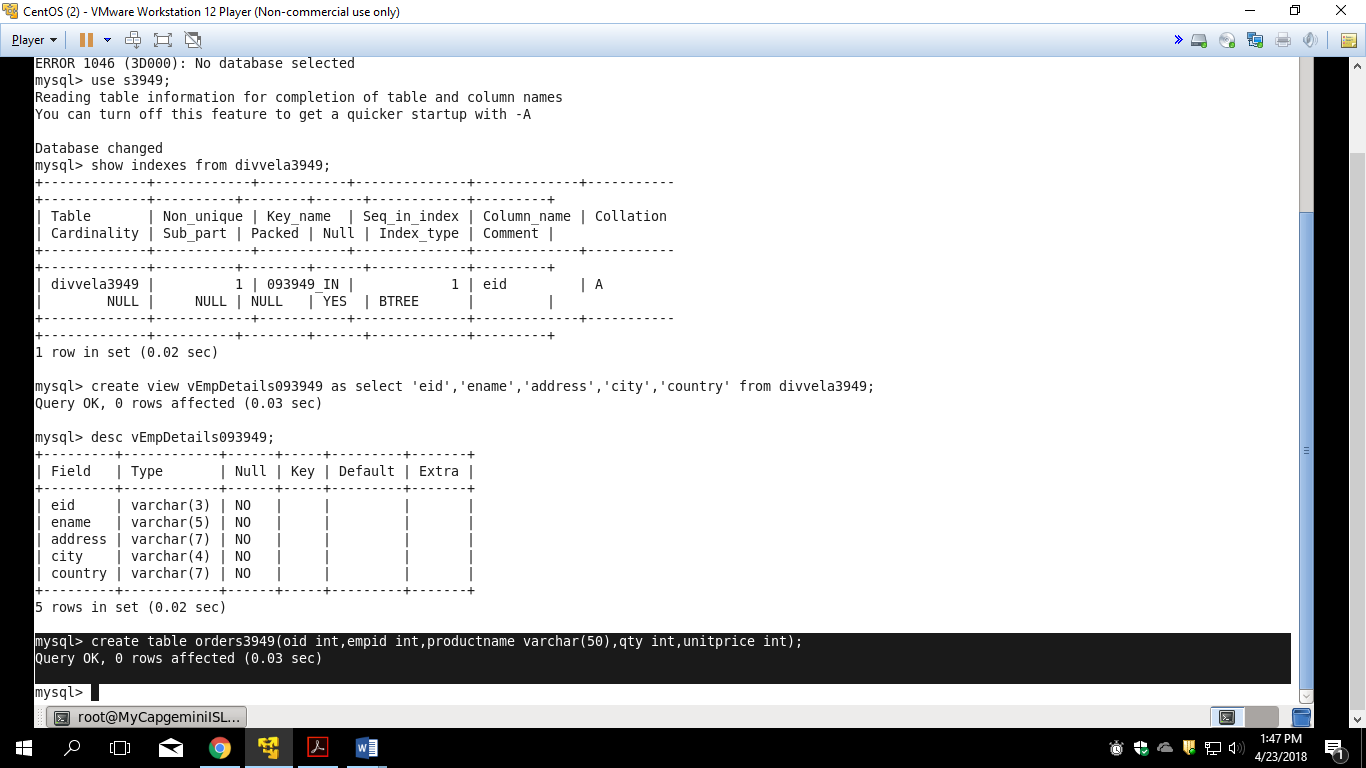 CentOS (2) - VMware Workstation 12 Player (Non-commercial use only)
Player
ERROR 1046 (3D000): No database selected
mysql> use s3949;
Reading table information for completion of table and column names
You can turn off this feature to get a quicker startup with -A
Database changed
mysql> show indexes from divvela3949;
+-------------+------------+-----------+--------------+-------------+-----------
+-------------+----------+--------+------+------------+---------+
| Table       | Non_unique | Key_name  | Seq_in_index | Column_name | Collation
| Cardinality | Sub_part | Packed | Null | Index_type | Comment |
+-------------+------------+-----------+--------------+-------------+-----------
+-------------+----------+--------+------+------------+---------+
| divvela3949 |          1 | 093949_IN |            1 | eid         | A
|        NULL |     NULL | NULL   | YES  | BTREE      |         |
+-------------+------------+-----------+--------------+-------------+-----------
+-------------+----------+--------+------+------------+---------+
1 row in set (0.02 sec)
mysql> create view vEmpDetails093949 as select 'eid','ename','address','city','country' from divvela3949;
Query OK, 0 rows affected (0.03 sec)
mysql> desc vEmpDetails093949;
+---------+------------+------+-----+---------+-------+
| Field   | Type       | Null | Key | Default | Extra |
+---------+------------+------+-----+---------+-------+
| eid     | varchar(3) | NO   |     |         |       |
| ename   | varchar(5) | NO   |     |         |       |
| address | varchar(7) | NO   |     |         |       |
| city    | varchar(4) | NO   |     |         |       |
| country | varchar(7) | NO   |     |         |       |
+---------+------------+------+-----+---------+-------+
5 rows in set (0.02 sec)
mysql> create table orders3949(oid int,empid int,productname varchar(50),qty int,unitprice int);
Query OK, 0 rows affected (0.03 sec)
mysql>
root@MyCapgeminiISL...
1:47 PM
4/23/2018
1